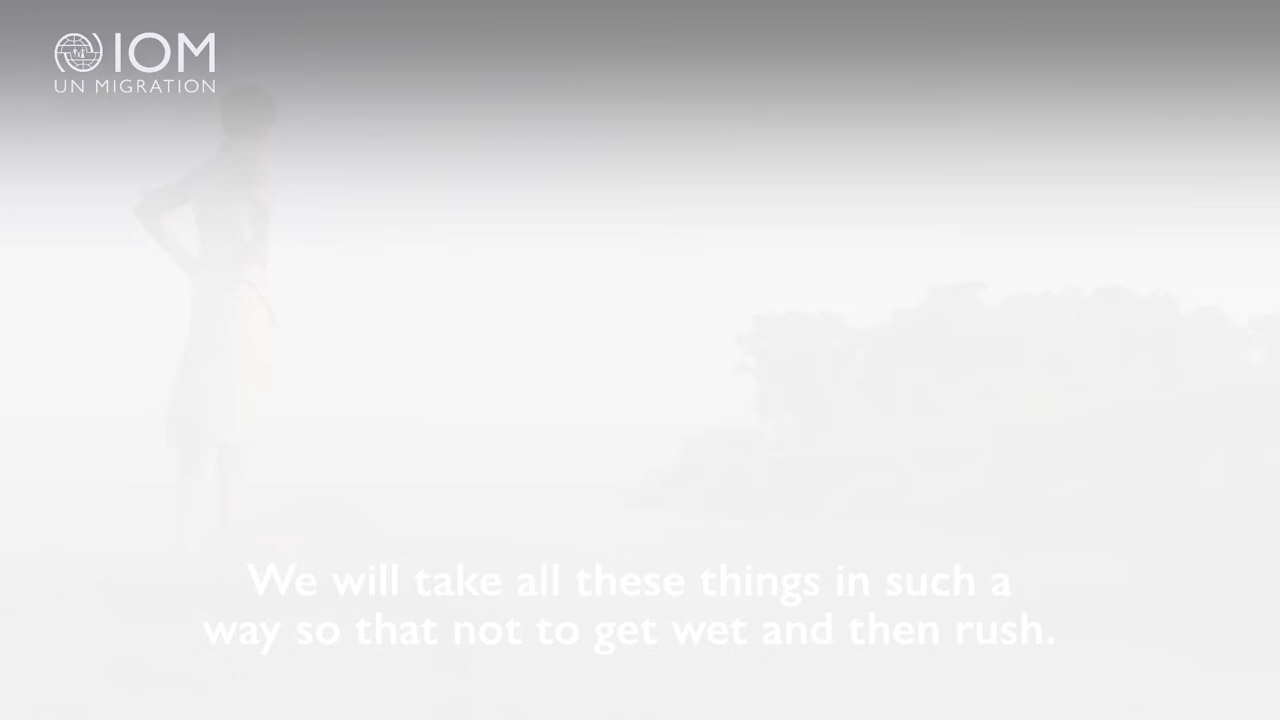 IOM
UN MIGRATION
We will take all these things in such a
way so that not to get wet and then rush.